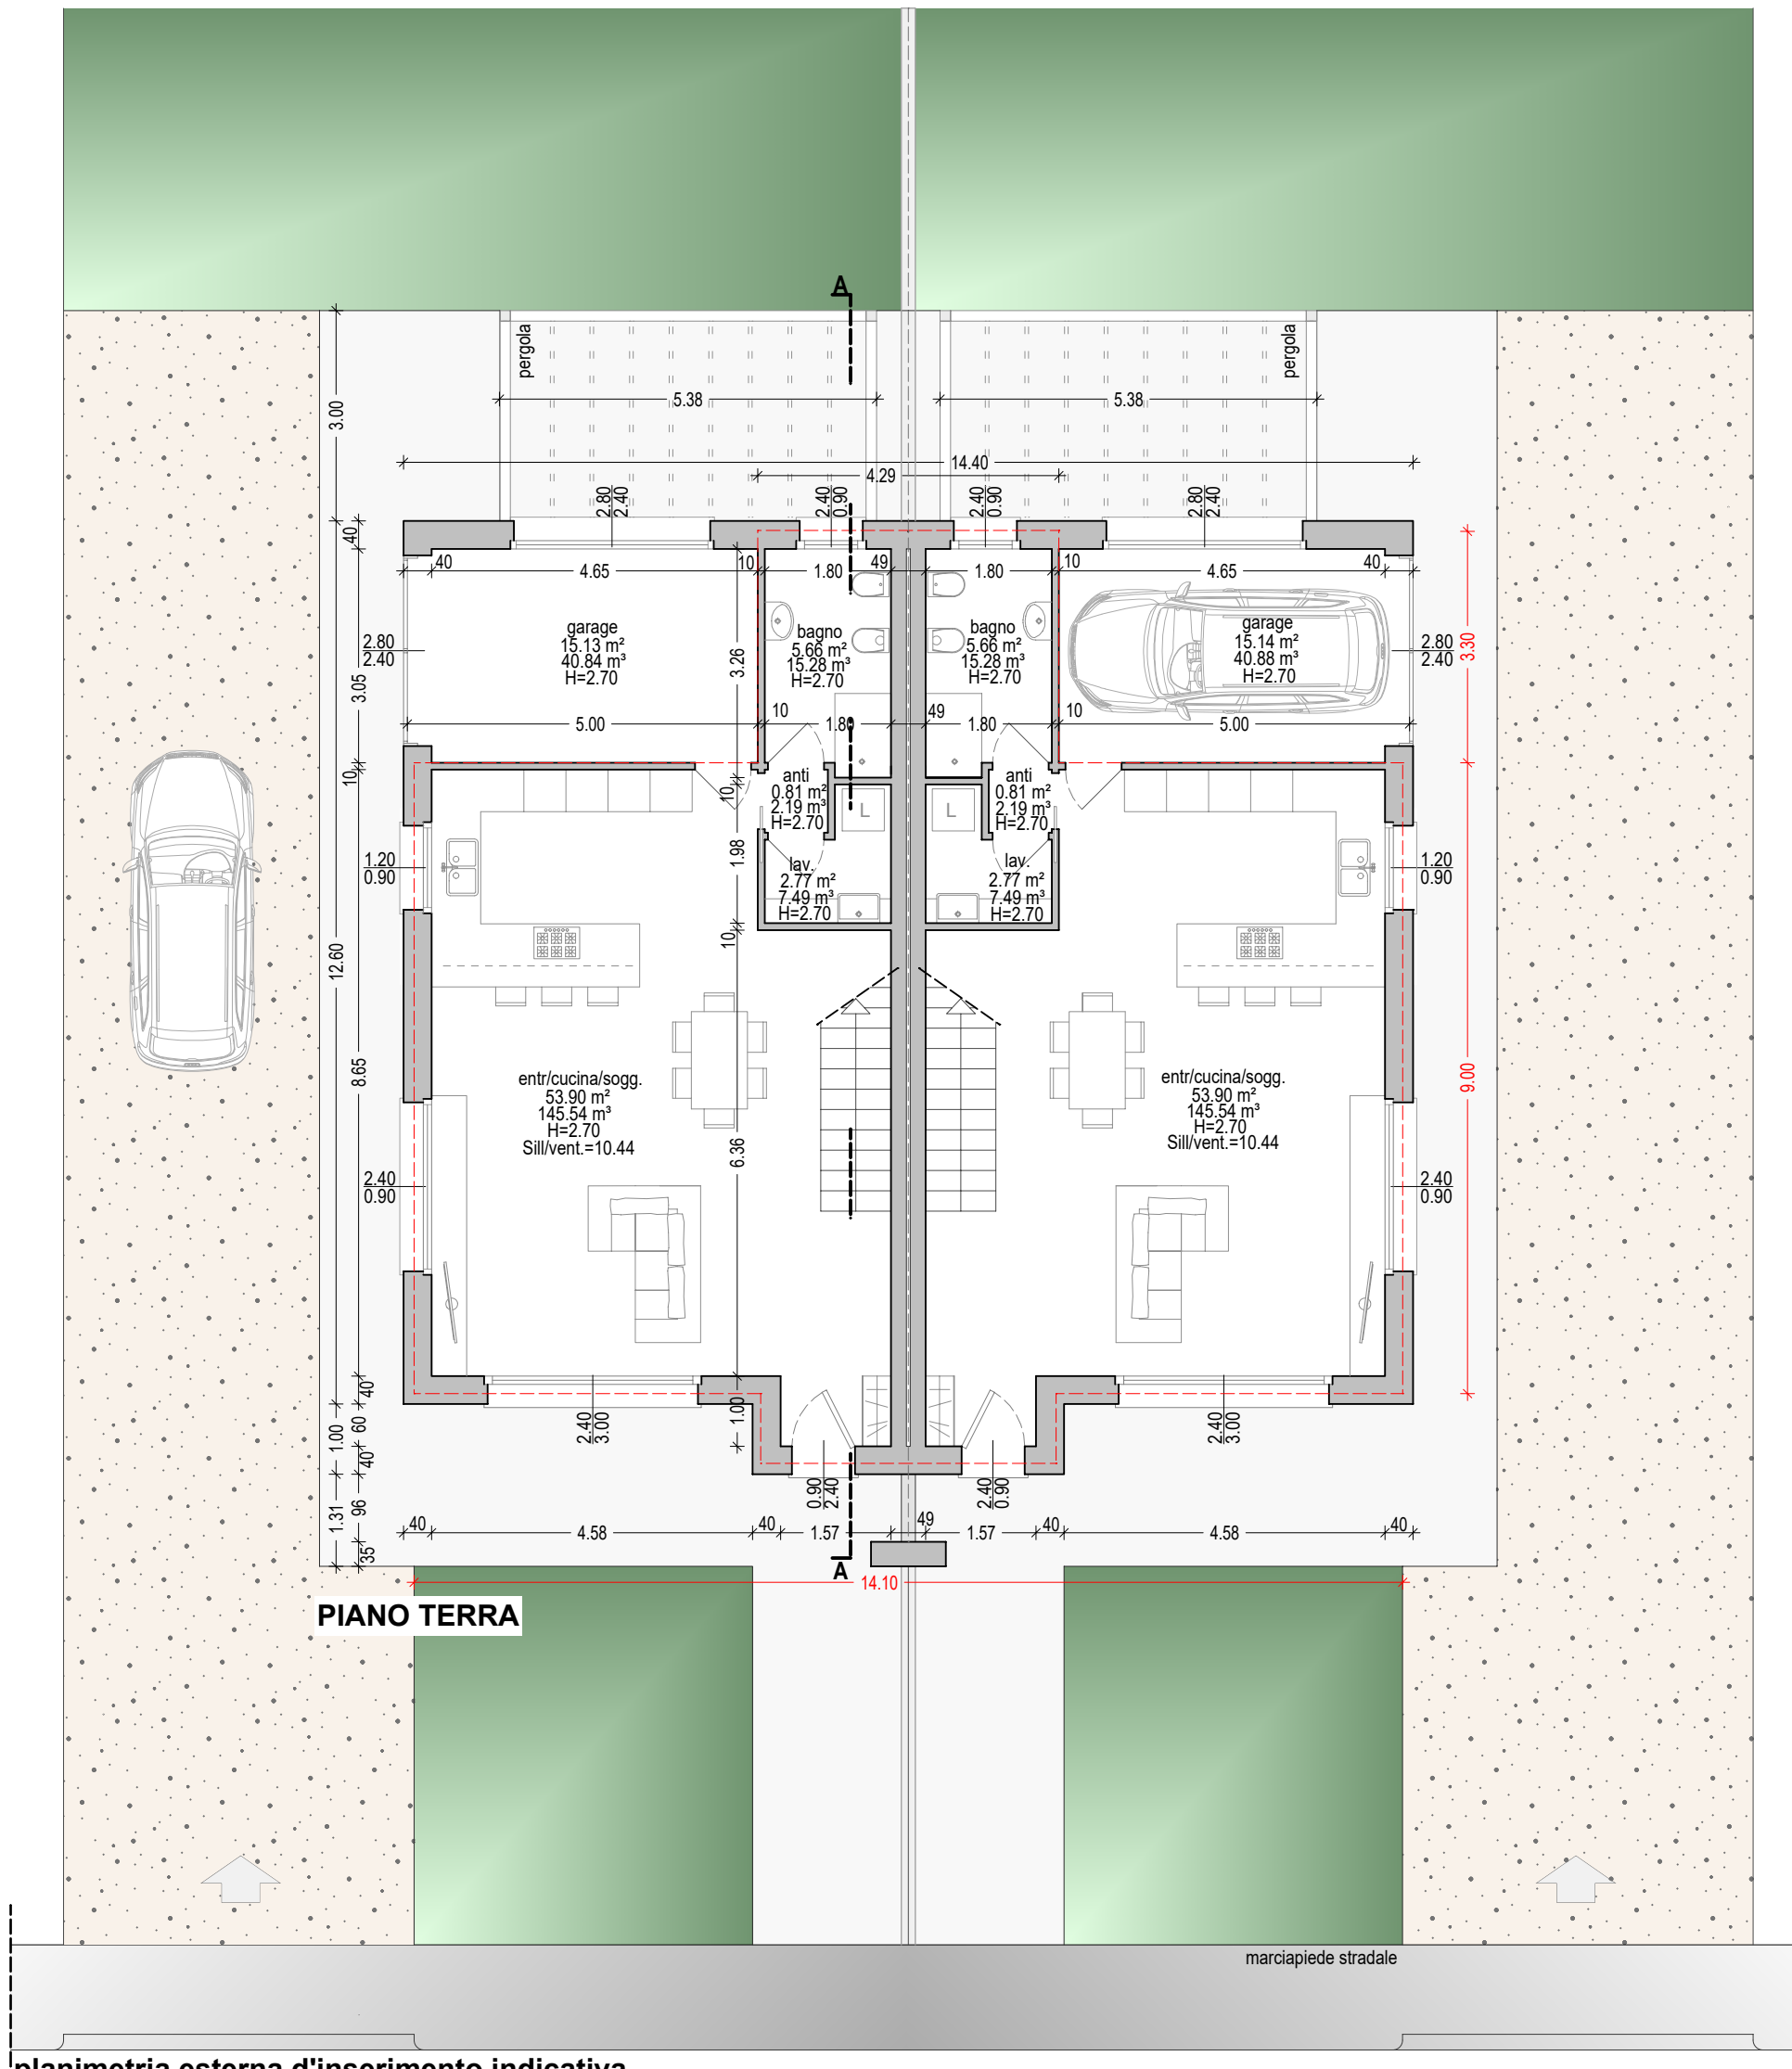 A
pergola
pergola
3.00
5.38
5.38
14.40
4.29
2.80
2.40
2.40
0.90
2.40
0.90
2.80
2.40
40
40
4.65
10
1.80
49
1.80
10
4.65
40
garage
15.13 m²
40.84 m³
H=2.70
bagno
5.66 m²
15.28 m³
H=2.70
bagno
5.66 m²
15.28 m³
H=2.70
garage
15.14 m²
40.88 m³
H=2.70
2.80
2.40
3.05
3.26
2.80
2.40
3.30
5.00
10
1.80
49
1.80
10
5.00
10
anti
0.81 m²
2.19 m³
H=2.70
anti
0.81 m²
2.19 m³
H=2.70
10
L
L
1.98
1.20
0.90
1.20
0.90
lav.
2.77 m²
7.49 m³
H=2.70
lav.
2.77 m²
7.49 m³
H=2.70
10
12.60
8.65
9.00
entr/cucina/sogg.
53.90 m²
145.54 m³
H=2.70
Sill/vent.=10.44
entr/cucina/sogg.
53.90 m²
145.54 m³
H=2.70
Sill/vent.=10.44
6.36
2.40
0.90
2.40
0.90
40
1.00
60
1.00
40
2.40
3.00
2.40
3.00
0.90
2.40
2.40
0.90
1.31
96
35
40
4.58
40
1.57
49
1.57
40
4.58
40
A
14.10
PIANO TERRA
marciapiede stradale
planimetria esterna d'inserimento indicativa